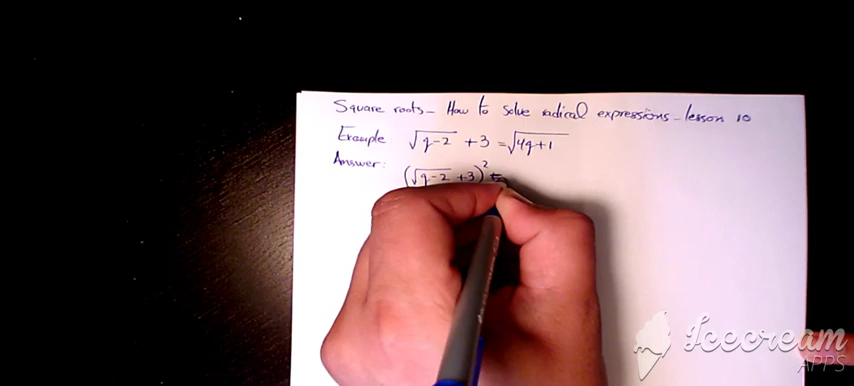 Square roots - How to solve radical expressions - lesson 10
Example √(q-2) + 3 = √(4q+1)
Answer: (√(q-2) + 3)²
Icecream
APPS